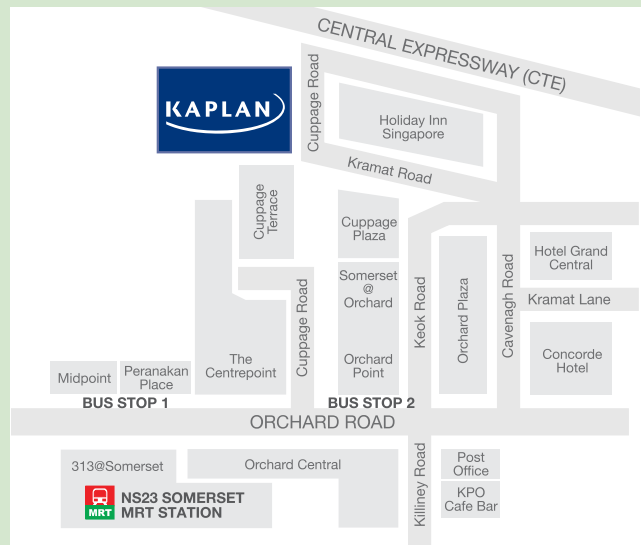 CENTRAL EXPRESSWAY (CTE)
KAPLAN
Cuppage Road
Holiday Inn
Singapore
Kramat Road
Cuppage
Terrace
Cuppage
Plaza
Hotel Grand
Central
Somerset
@
Orchard
Keok Road
Orchard Plaza
Cavenagh Road
Kramat Lane
Cuppage Road
The
Centrepoint
Orchard
Point
Concorde
Hotel
Midpoint
Peranakan
Place
BUS STOP 1
BUS STOP 2
ORCHARD ROAD
313@Somerset
Orchard Central
Killiney Road
Post
Office
MRT
NS23 SOMERSET
MRT STATION
KPO
Cafe Bar